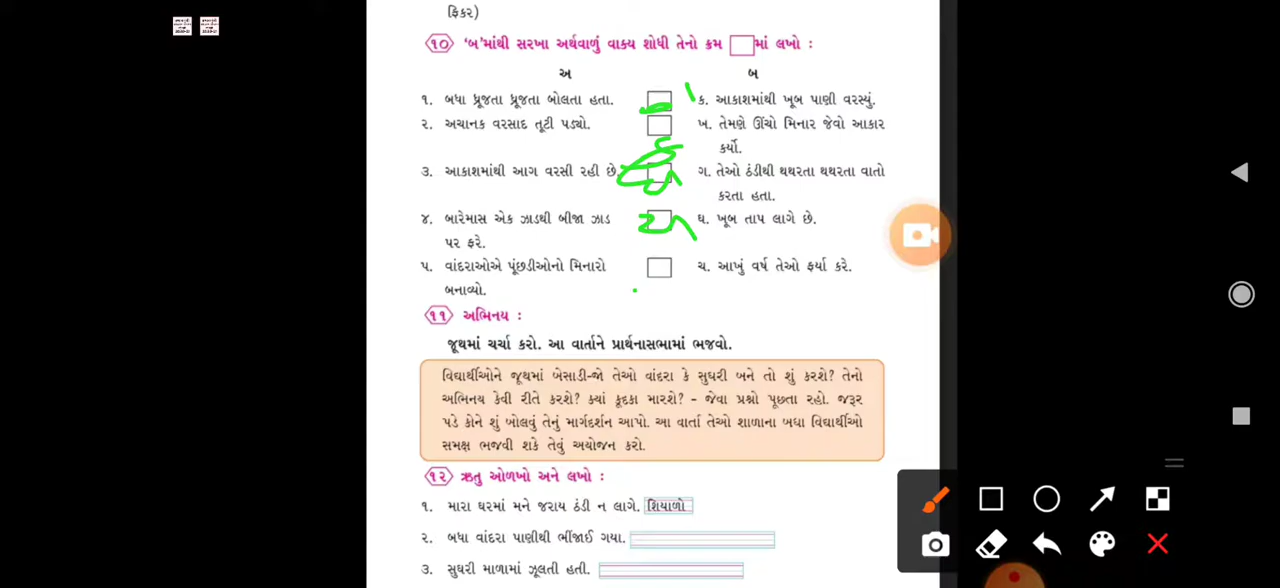 ફિકર)
૧૦ 'બ'માંથી સરખા અર્થવાળું વાક્ય શોધી તેનો ક્રમ માં લખો :
અ બ
૧. બધા ધ્રૂજતા ધ્રૂજતા બોલતા હતા. ક. આકાશમાંથી ખૂબ પાણી વરસ્યું.
૨. અચાનક વરસાદ તૂટી પડ્યો. ખ. તેમણે ઊંચો મિનાર જેવો આકાર
કર્યો.
૩. આકાશમાંથી આગ વરસી રહી છે. ગ. તેઓ ઠંડીથી થથરતા થથરતા વાતો
કરતા હતા.
૪. બારેમાસ એક ઝાડથી બીજા ઝાડ ઘ. ખૂબ તાપ લાગે છે.
પર ફરે.
૫. વાંદરાઓએ પૂંછડીઓનો મિનારો ચ. આખું વર્ષ તેઓ ફર્યા કરે.
બનાવ્યો.
૧૧ અભિનય :
જૂથમાં ચર્ચા કરો. આ વાર્તાને પ્રાર્થનાસભામાં ભજવો.
વિદ્યાર્થીઓને જૂથમાં બેસાડી-જો તેઓ વાંદરા કે સુઘરી બને તો શું કરશે? તેનો
અભિનય કેવી રીતે કરશે? ક્યાં કૂદકા મારશે? - જેવા પ્રશ્નો પૂછતા રહો. જરૂર
પડે કોને શું બોલવું તેનું માર્ગદર્શન આપો. આ વાર્તા તેઓ શાળાના બધા વિદ્યાર્થીઓ
સમક્ષ ભજવી શકે તેવું અયોજન કરો.
૧૨ ઋતુ ઓળખો અને લખો :
૧. મારા ઘરમાં મને જરાય ઠંડી ન લાગે. શિયાળો
૨. બધા વાંદરા પાણીથી ભીંજાઈ ગયા.
૩. સુઘરી માળામાં ઝૂલતી હતી.